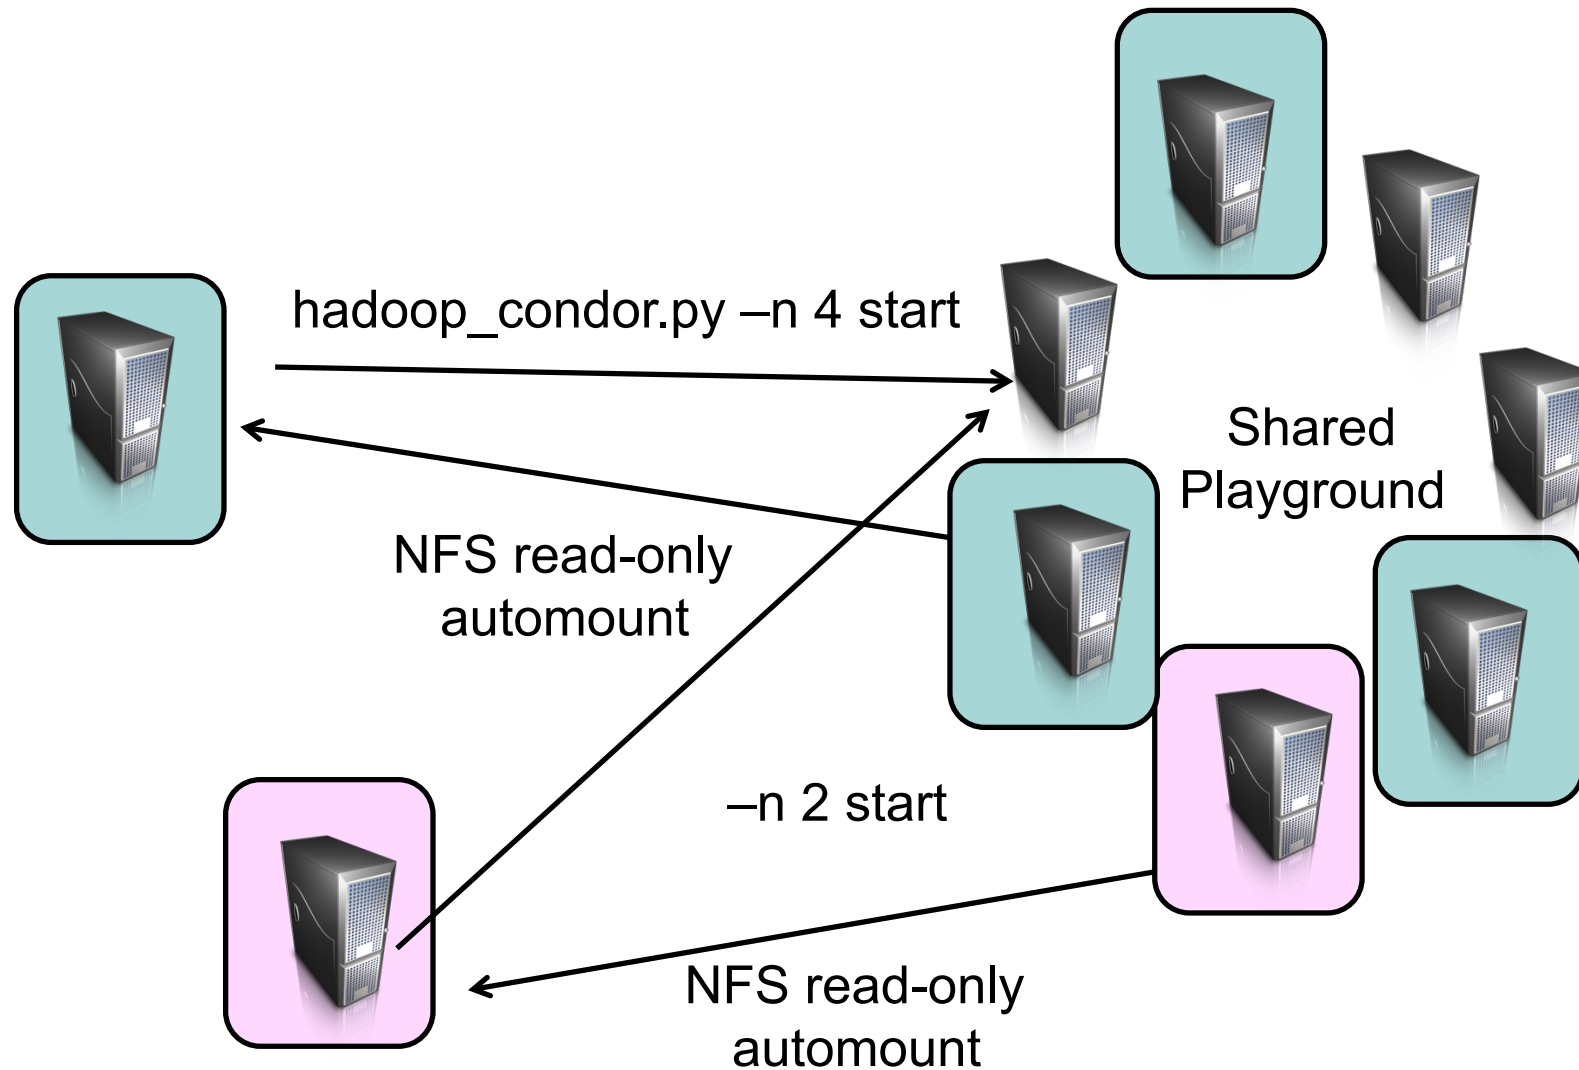 hadoop_condor.py –n 4 start
Shared
Playground
NFS read-only
automount
–n 2 start
NFS read-only
automount